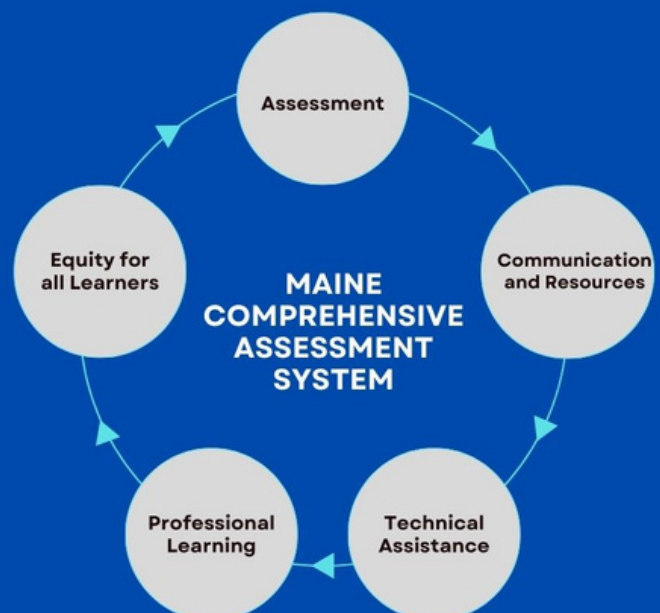 Assessment
Communication
and Resources
Technical
Assistance
Professional
Learning
Equity for
all Learners
MAINE
COMPREHENSIVE
ASSESSMENT
SYSTEM